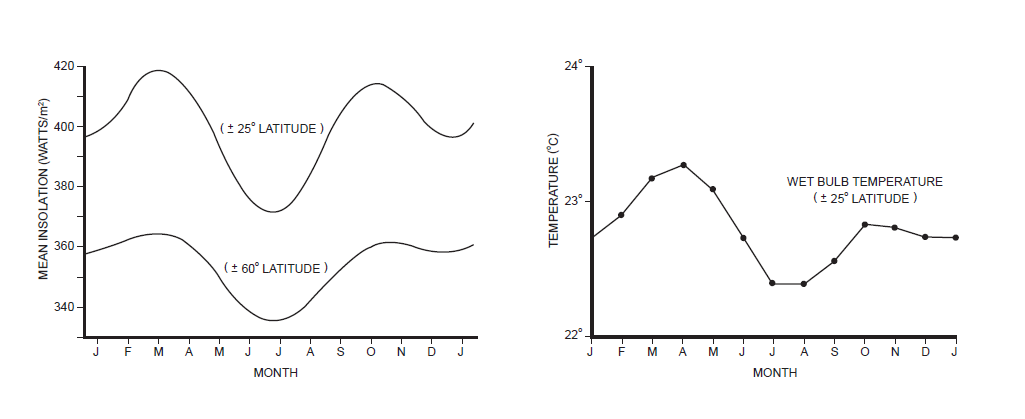 420
400
380
360
340
MEAN INSOLATION (WATTS/m²)
( ± 25° LATITUDE )
( ± 60° LATITUDE )
J F M A M J J A S O N D J
MONTH
24°
23°
22°
TEMPERATURE (°C)
WET BULB TEMPERATURE
( ± 25° LATITUDE )
J F M A M J J A S O N D J
MONTH